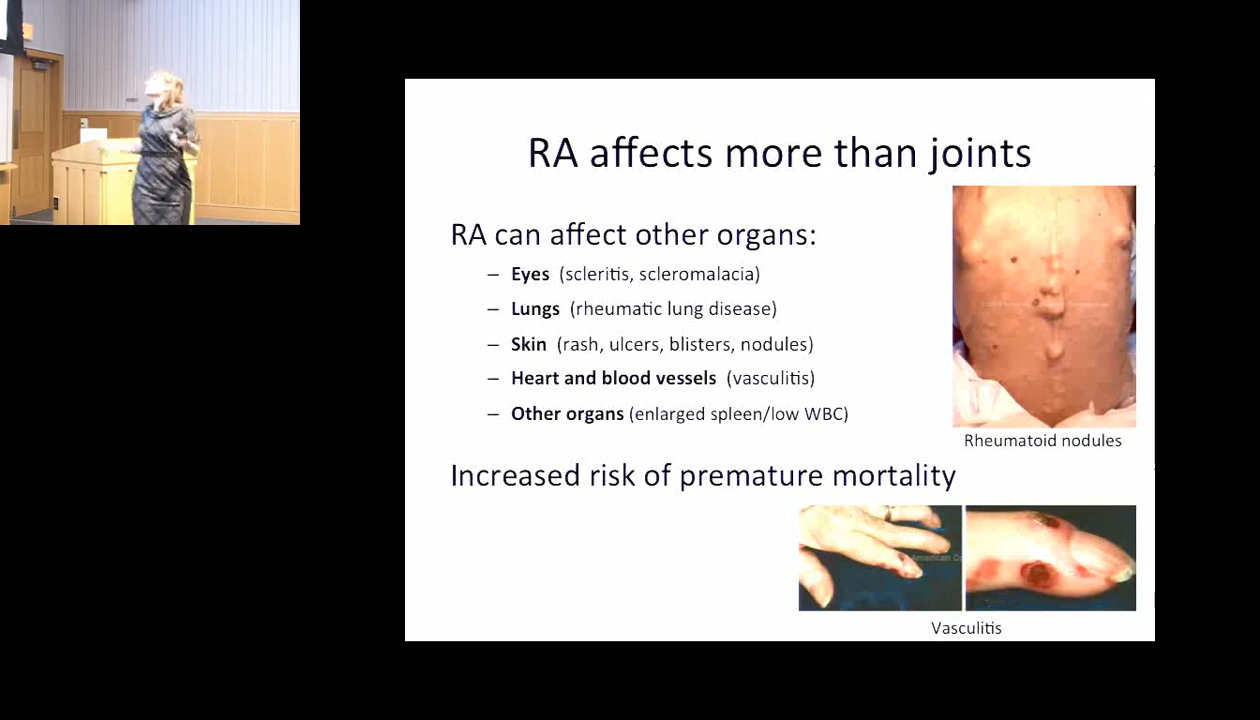 RA affects more than joints
RA can affect other organs:
– Eyes (scleritis, scleromalacia)
– Lungs (rheumatic lung disease)
– Skin (rash, ulcers, blisters, nodules)
– Heart and blood vessels (vasculitis)
– Other organs (enlarged spleen/low WBC)
Rheumatoid nodules
Increased risk of premature mortality
American
Vasculitis